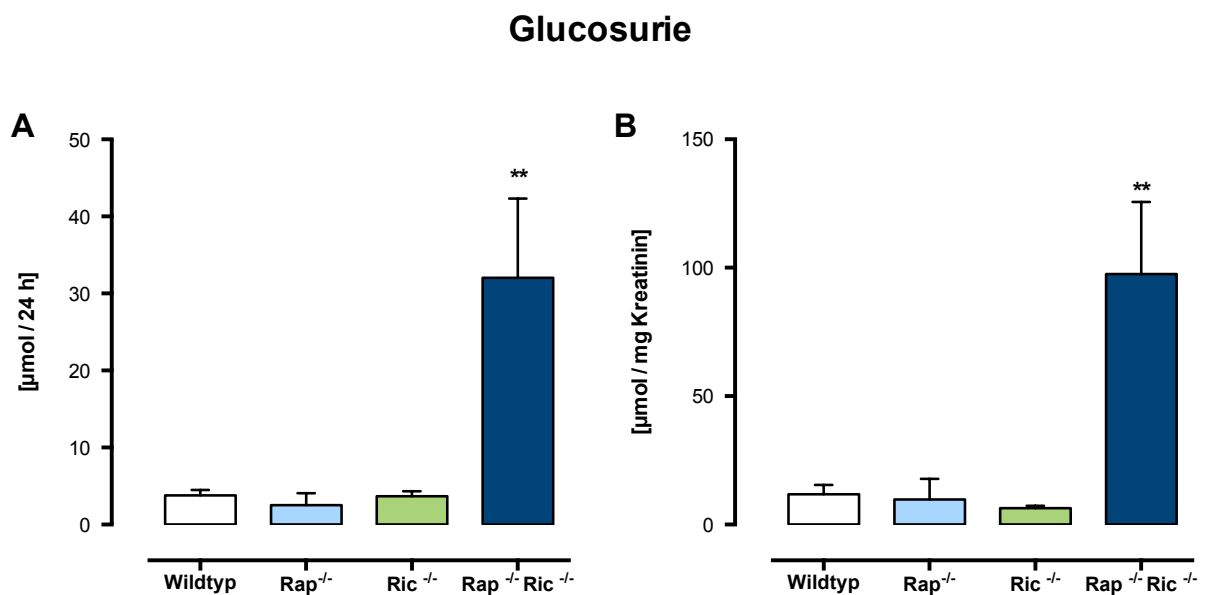 Glucosurie
A
50
40
30
20
10
0
[µmol / 24 h]
**
Wildtyp Rap-/- Ric -/- Rap -/- Ric -/-
B
150
100
50
0
[µmol / mg Kreatinin]
**
Wildtyp Rap-/- Ric -/- Rap -/- Ric -/-